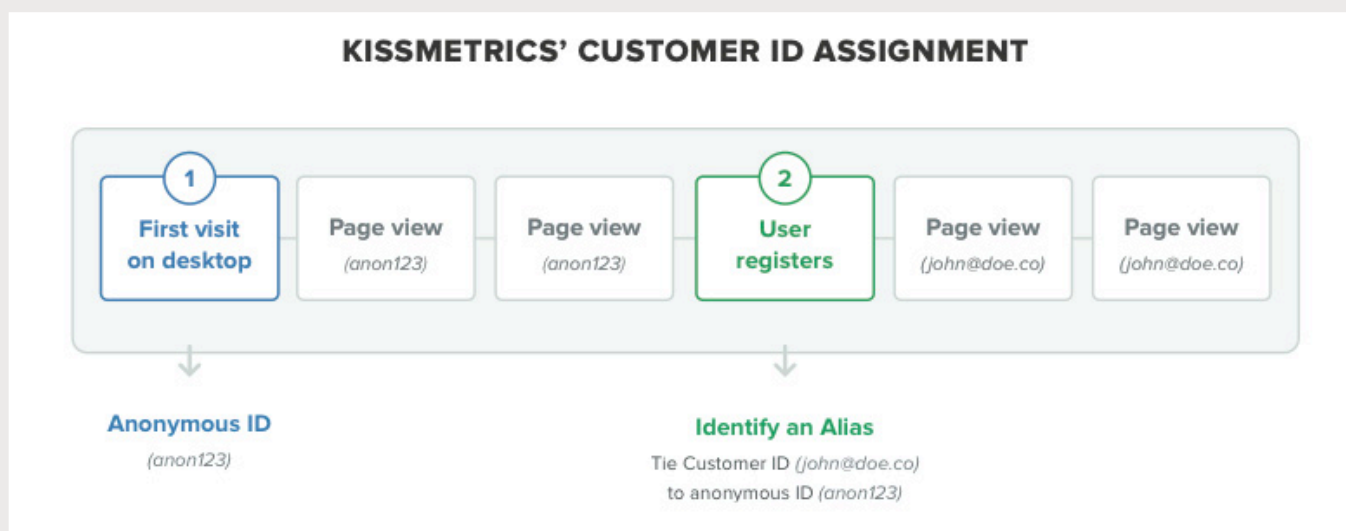 KISSMETRICS’ CUSTOMER ID ASSIGNMENT
1
First visit
on desktop
Page view
(anon123)
Page view
(anon123)
2
User
registers
Page view
(john@doe.co)
Page view
(john@doe.co)
Anonymous ID
(anon123)
Identify an Alias
Tie Customer ID (john@doe.co)
to anonymous ID (anon123)